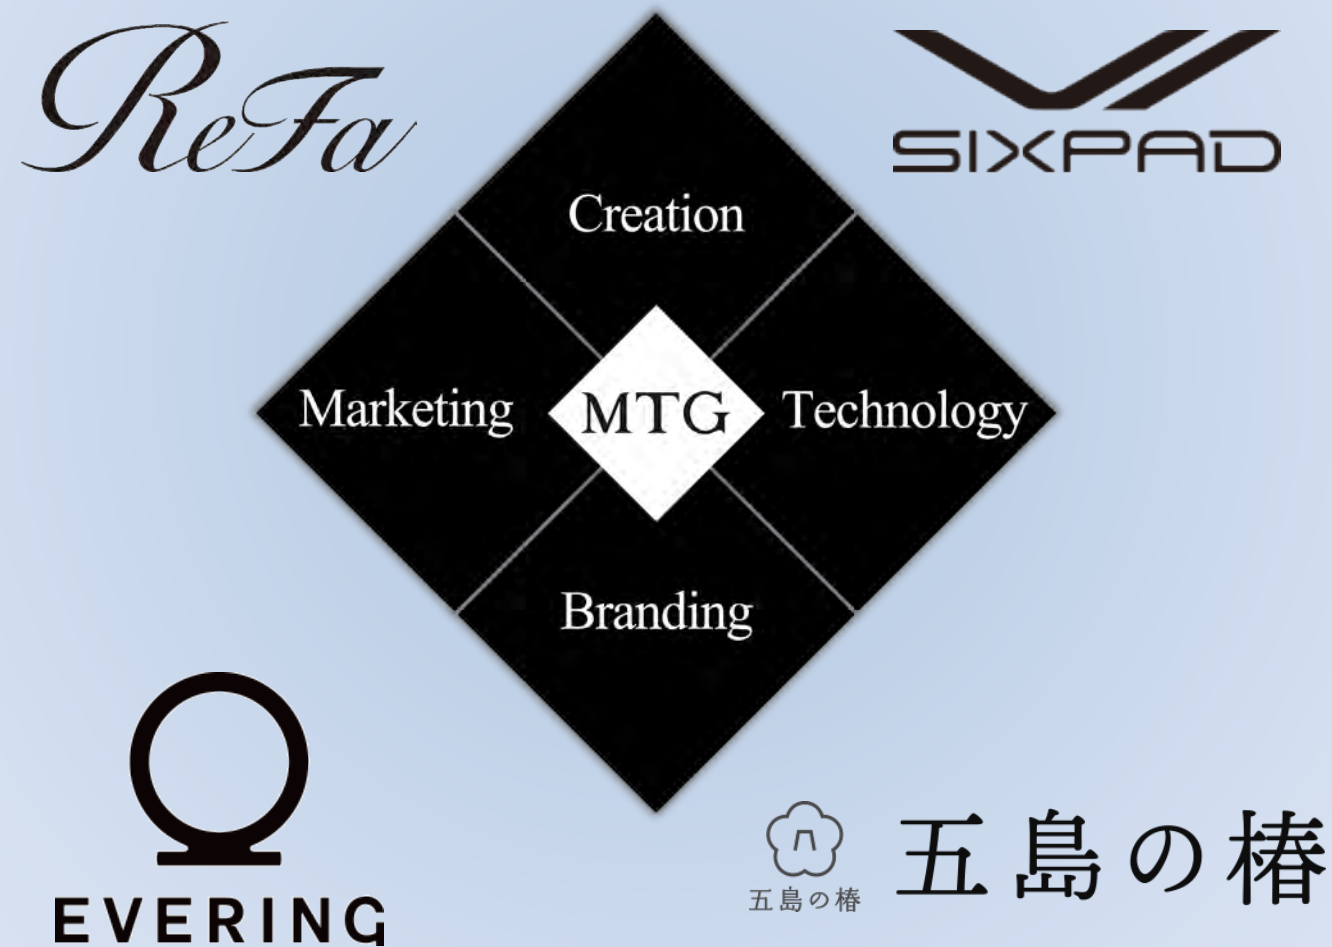 ReFa
SIXPAD
Creation
Marketing
MTG
Technology
Branding
EVERING
五島の椿
五島の椿